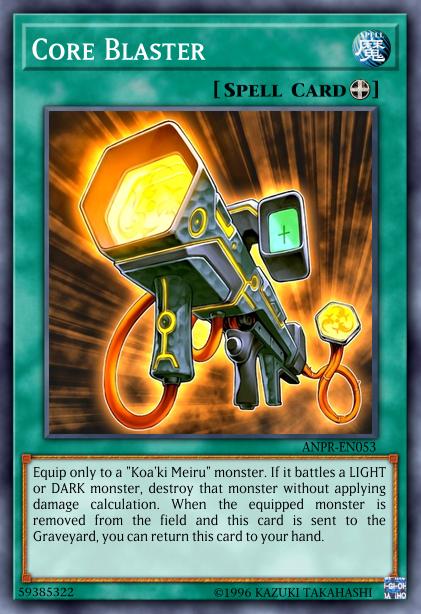 Core Blaster
SPELL
魔
[Spell Card]
ANPR-EN053
Equip only to a "Koa'ki Meiru" monster. If it battles a LIGHT
or DARK monster, destroy that monster without applying
damage calculation. When the equipped monster is
removed from the field and this card is sent to the
Graveyard, you can return this card to your hand.
59385322
©1996 KAZUKI TAKAHASHI